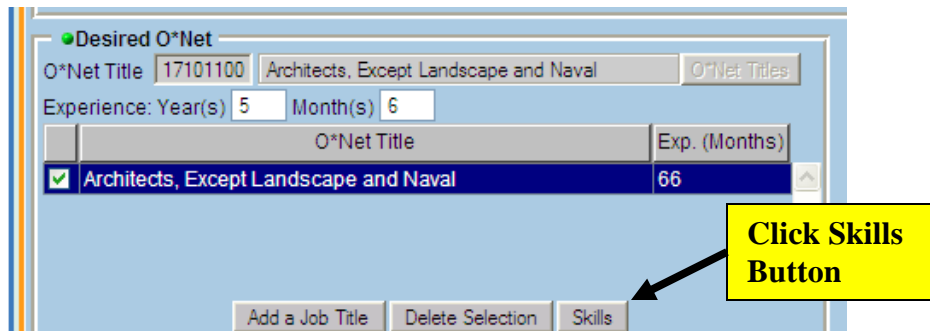 Desired O*Net
O*Net Title 17101100 Architects, Except Landscape and Naval O*Net Titles
Experience: Year(s) 5 Month(s) 6
O*Net Title Exp. (Months)
Architects, Except Landscape and Naval 66
Click Skills
Button
Add a Job Title Delete Selection Skills